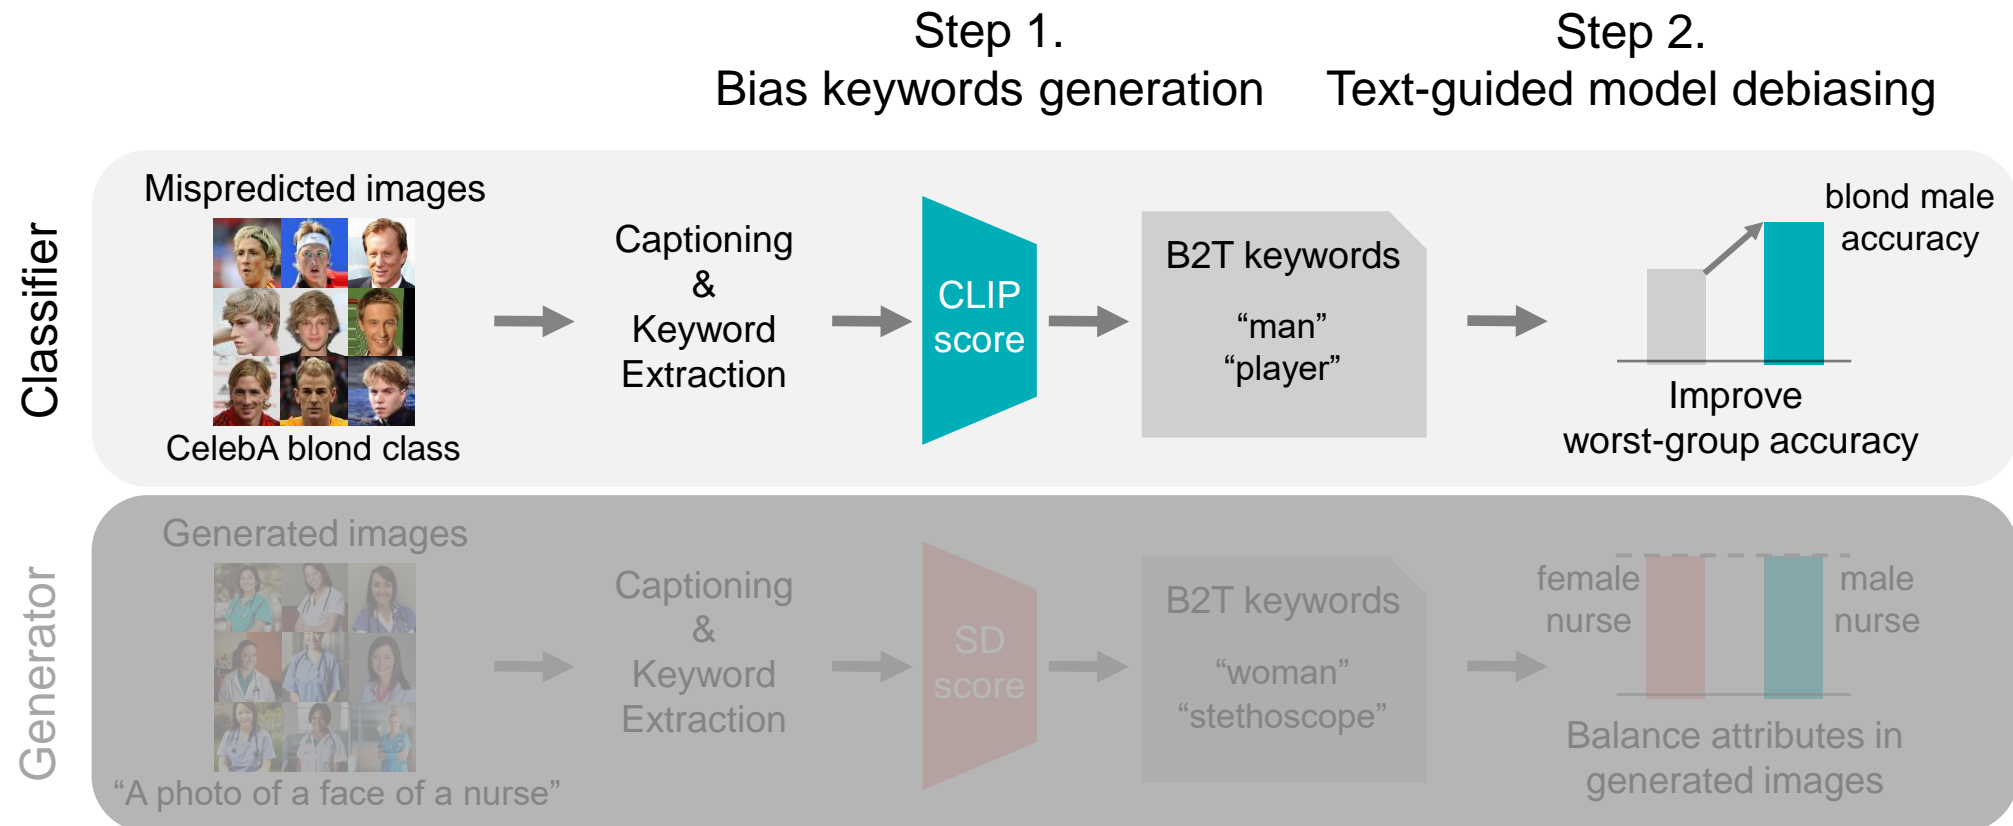 Step 1.
Bias keywords generation
Step 2.
Text-guided model debiasing
Classifier
Mispredicted images
CelebA blond class
Captioning
&
Keyword
Extraction
CLIP
score
B2T keywords
“man”
“player”
blond male
accuracy
Improve
worst-group accuracy
Generator
Generated images
“A photo of a face of a nurse”
Captioning
&
Keyword
Extraction
SD
score
B2T keywords
“woman”
“stethoscope”
female
nurse
male
nurse
Balance attributes in
generated images